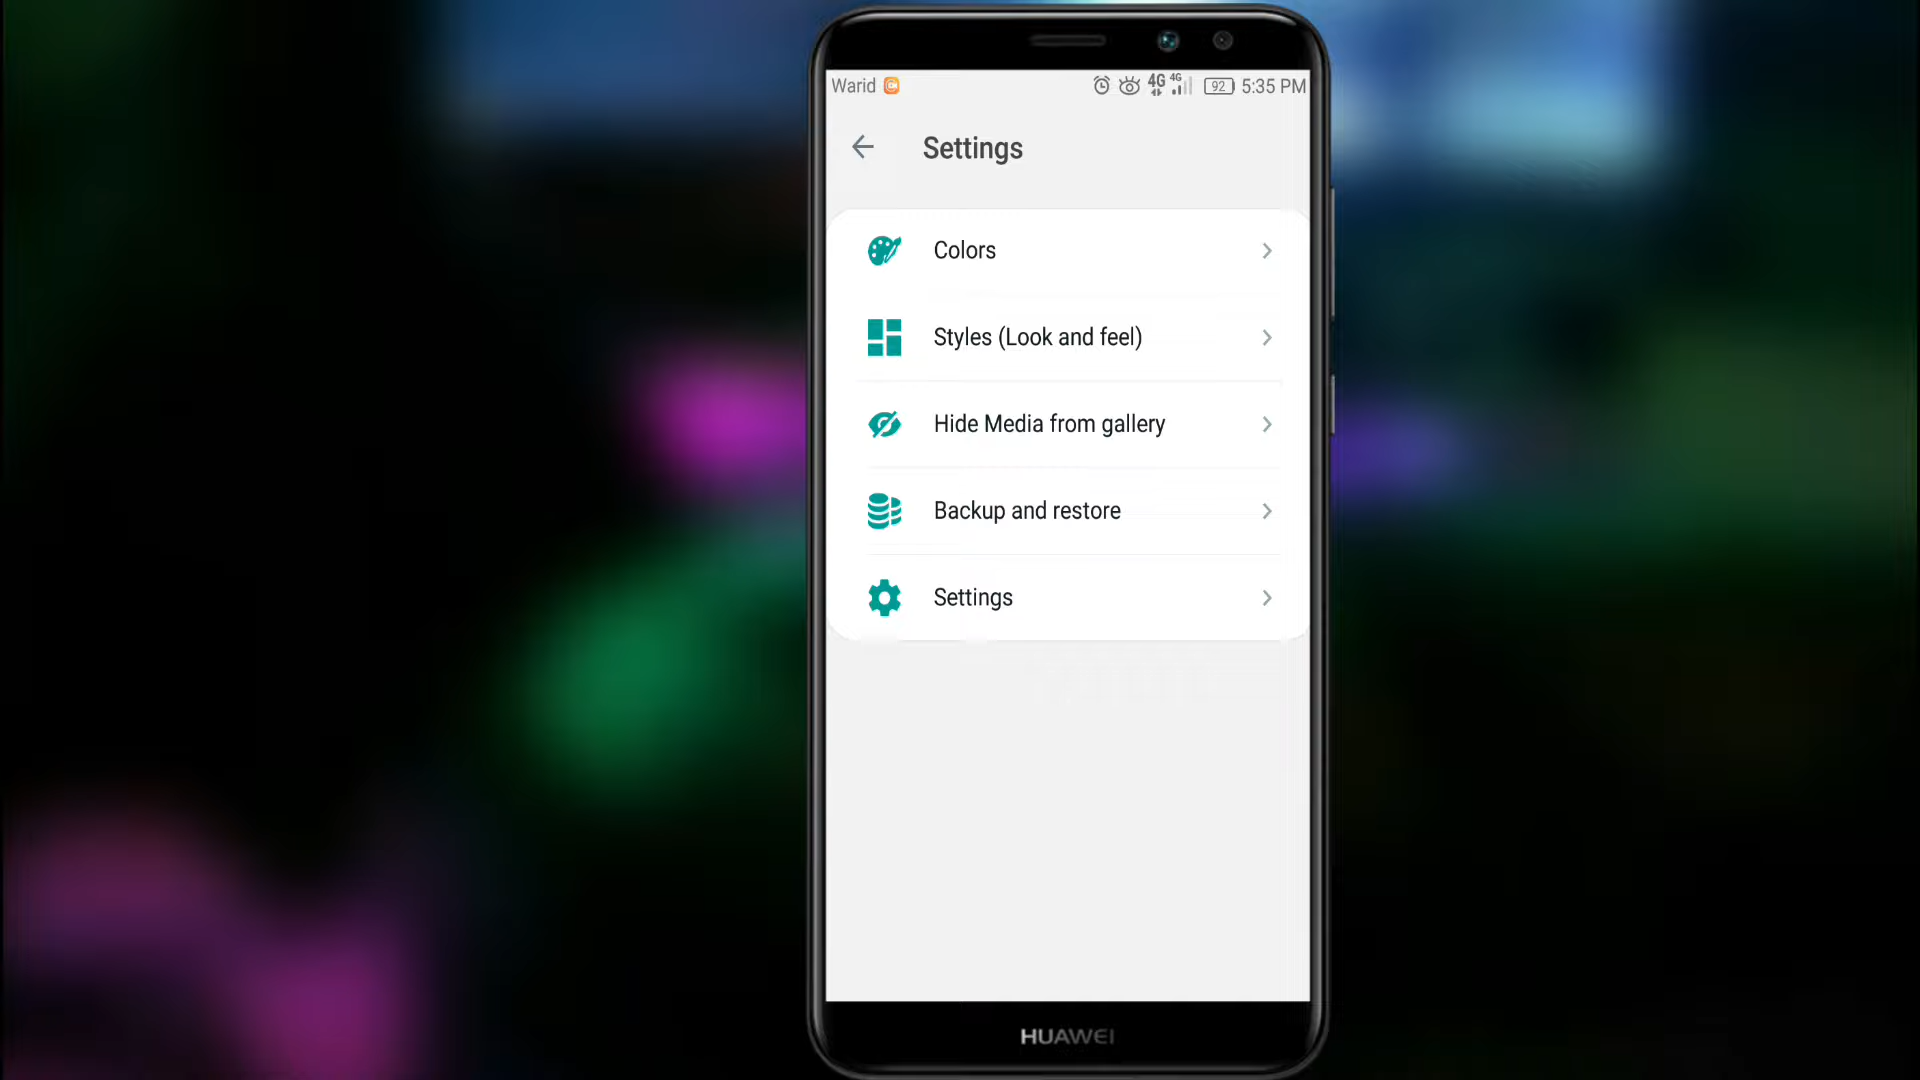 Warid 4G 4G 92 5:35 PM
Settings
Colors
Styles (Look and feel)
Hide Media from gallery
Backup and restore
Settings
HUAWEI